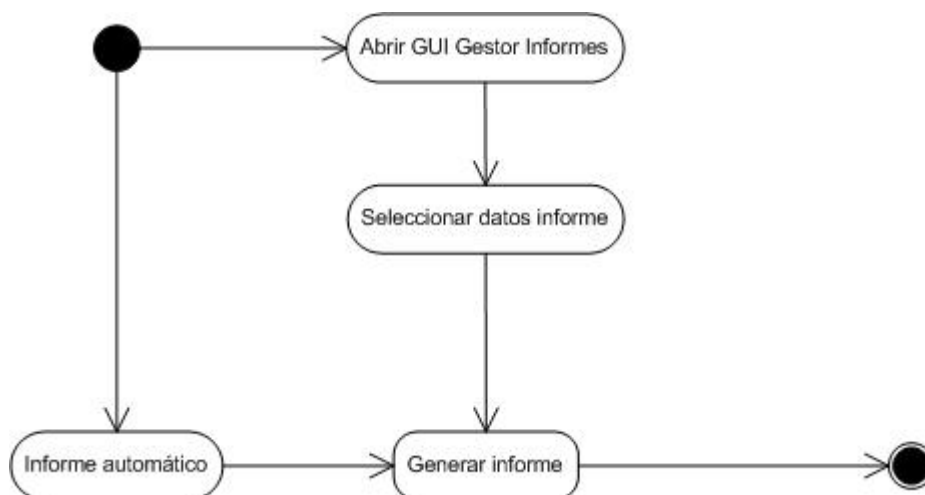 Abrir GUI Gestor Informes
Seleccionar datos informe
Informe automático
Generar informe